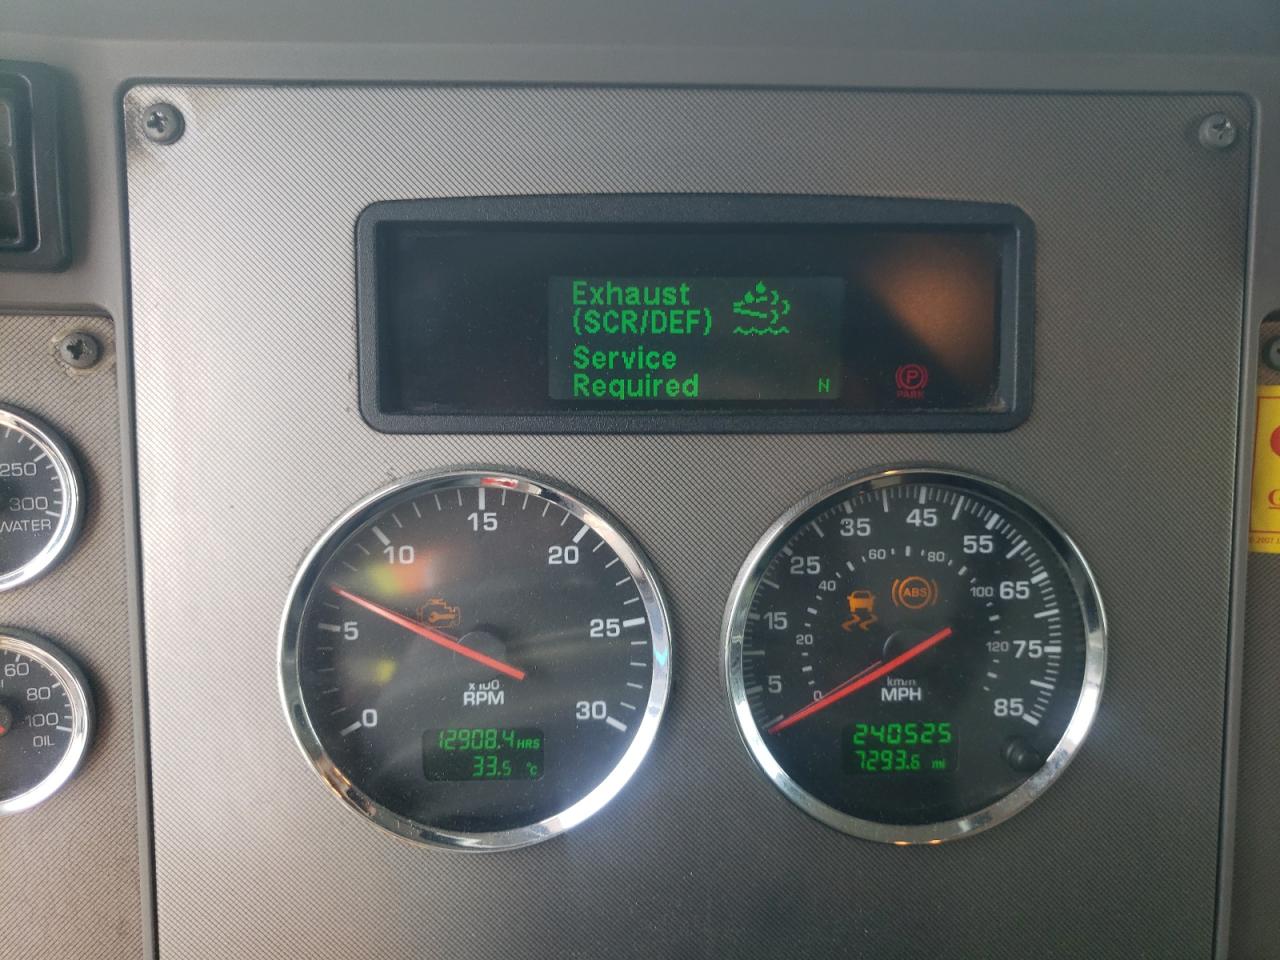 Exhaust
(SCR/DEF)
Service
Required
N
P
PARK
250
300
WATER
60
80
100
OIL
0
5
10
15
20
25
30
x100
RPM
12908.4 HRS
33.5 °C
5
15
25
35
45
55
65
75
85
0
20
40
60
80
100
120
ABS
km/h
MPH
240525
7293.6 mi